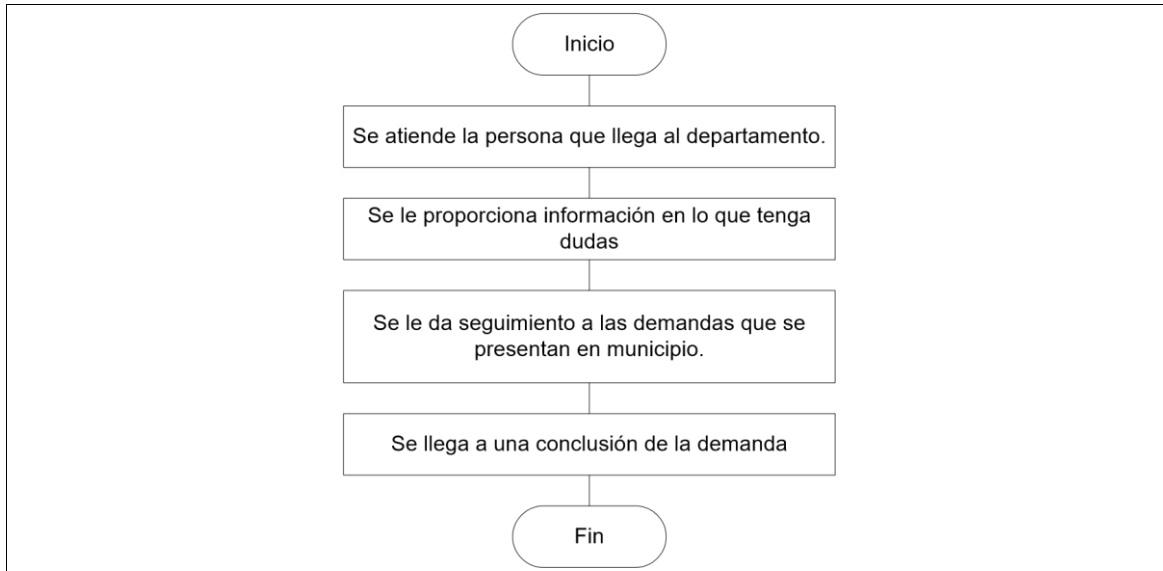 Inicio
Se atiende la persona que llega al departamento.
Se le proporciona información en lo que tenga
dudas
Se le da seguimiento a las demandas que se
presentan en municipio.
Se llega a una conclusión de la demanda
Fin